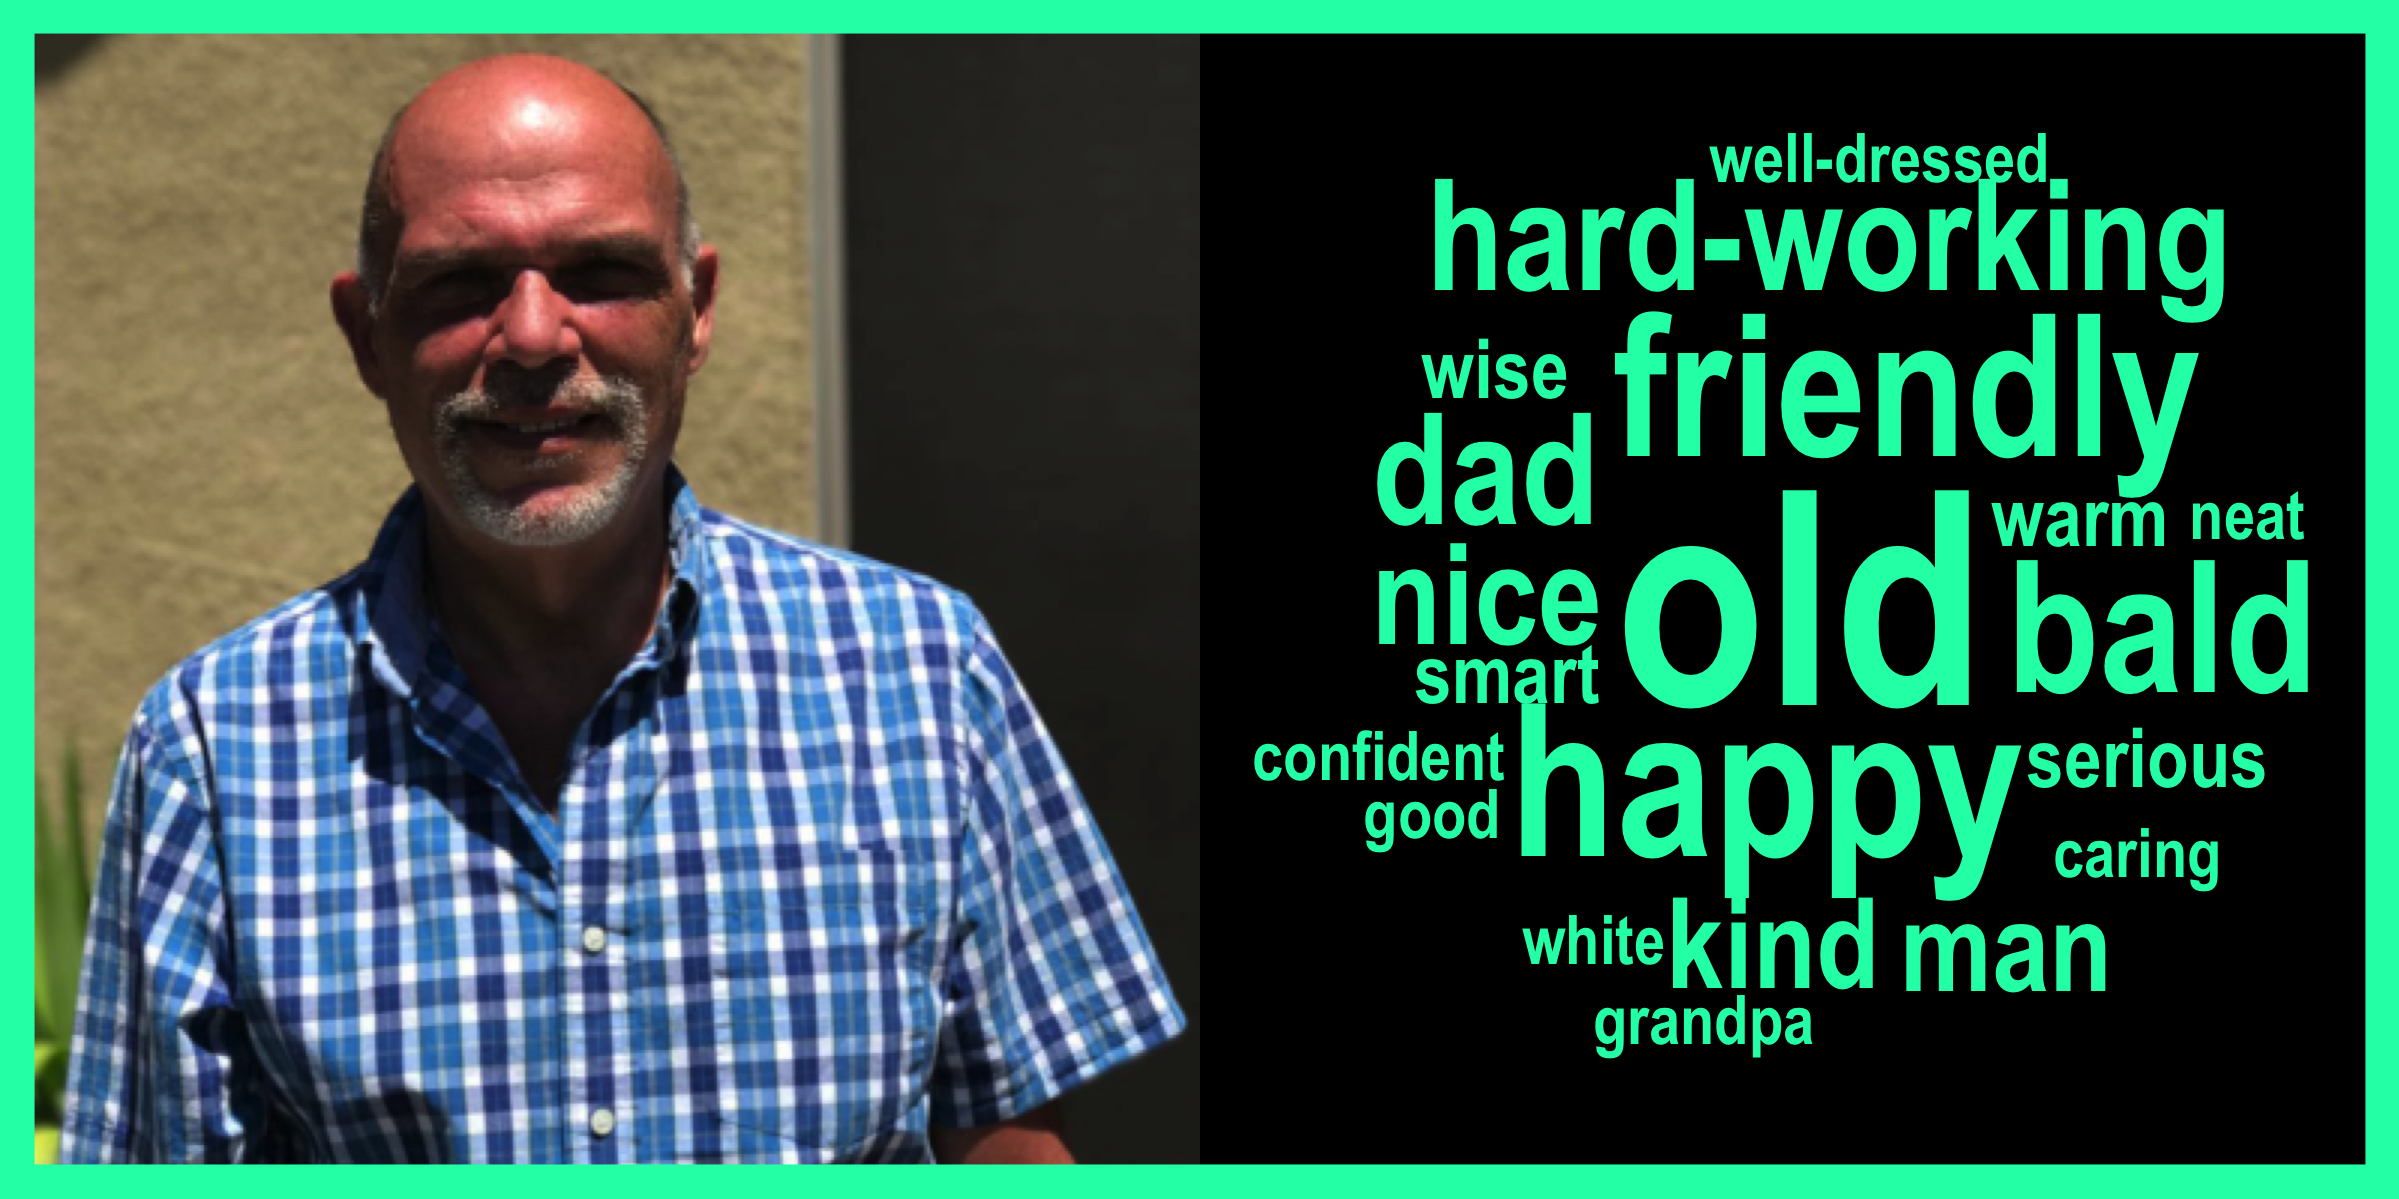 well-dressed
hard-working
wise friendly
dad
old warm neat
nice bald
smart
confident happy serious
good
caring
white kind man
grandpa